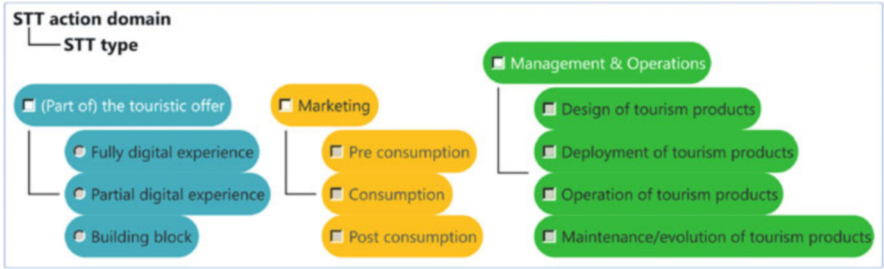 STT action domain
STT type
(Part of) the touristic offer
Fully digital experience
Partial digital experience
Building block
Marketing
Pre consumption
Consumption
Post consumption
Management & Operations
Design of tourism products
Deployment of tourism products
Operation of tourism products
Maintenance/evolution of tourism products